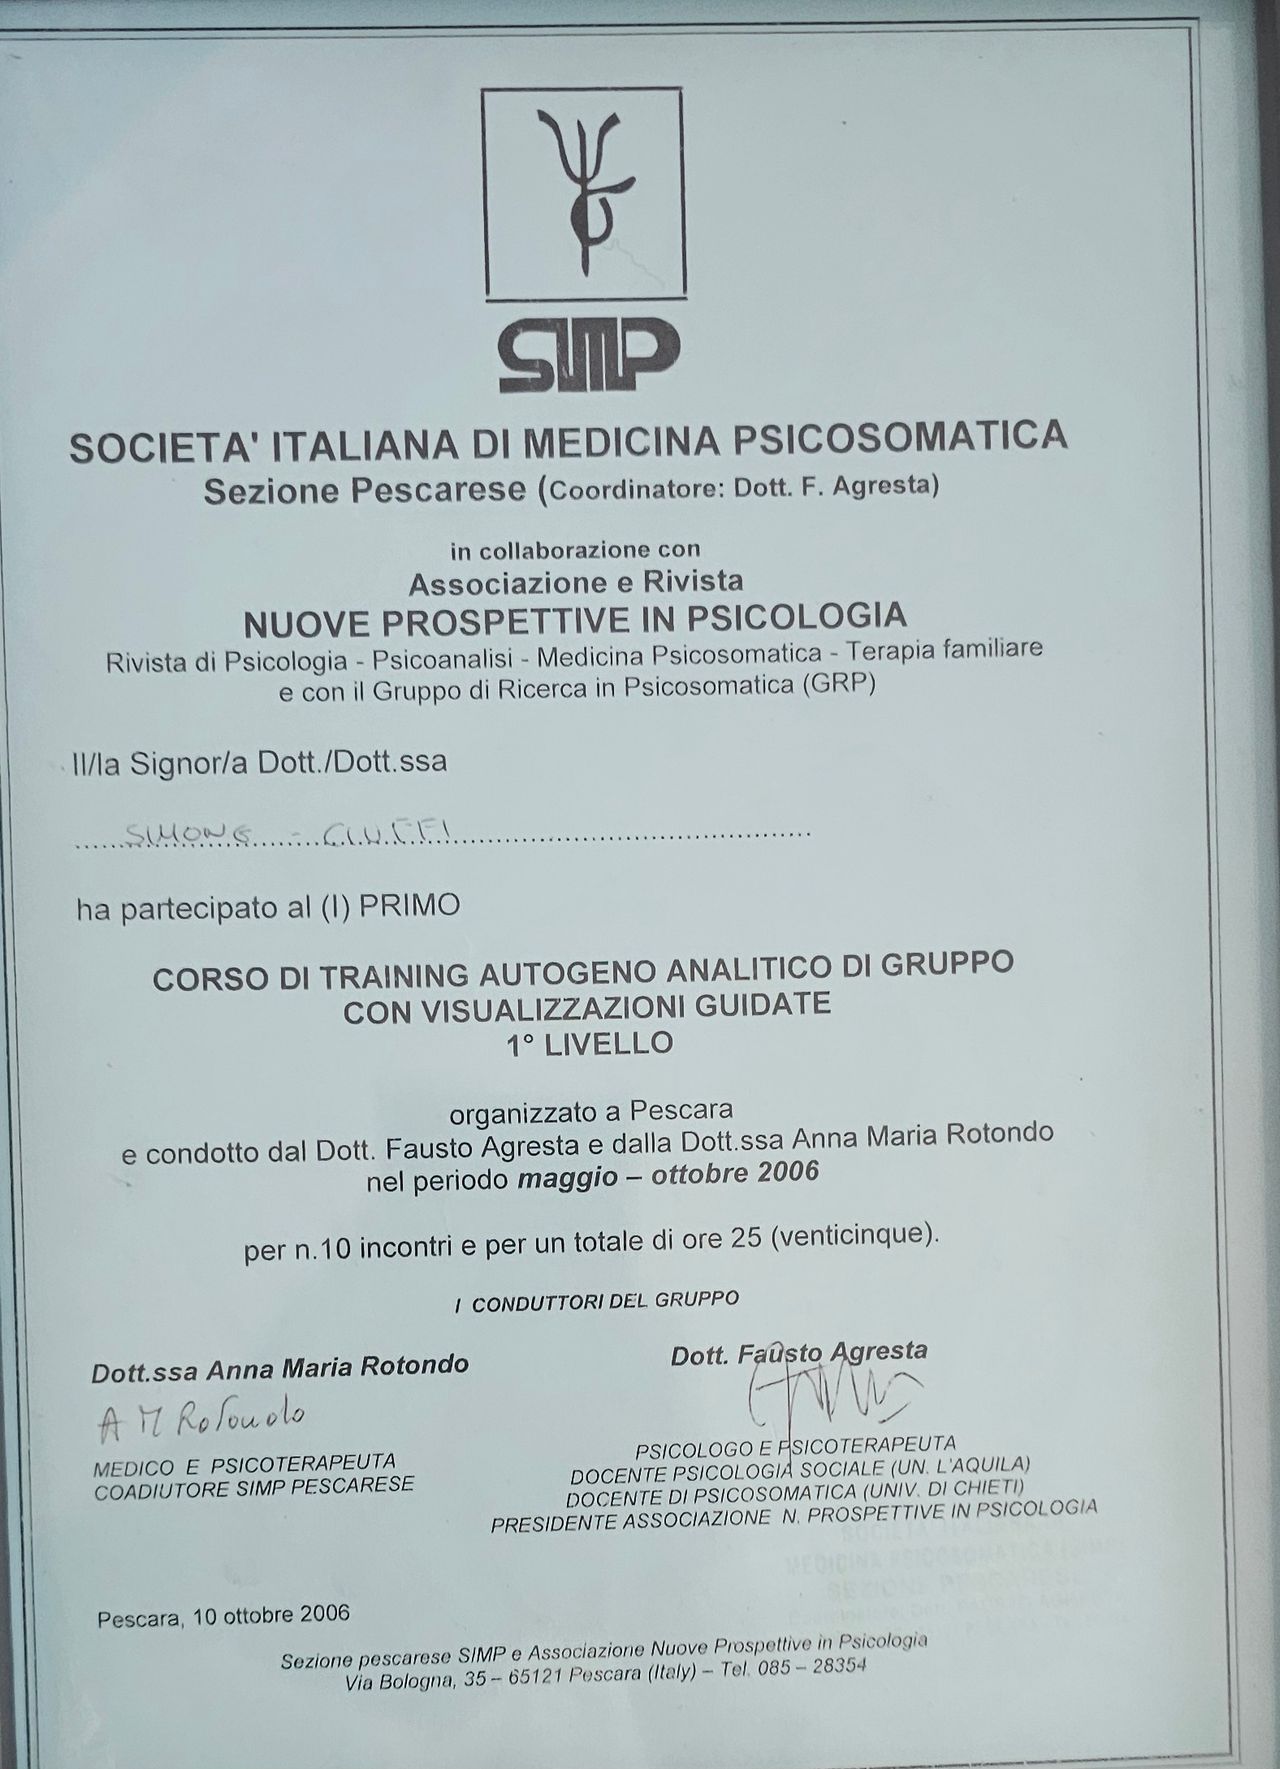 SIMP
SOCIETA' ITALIANA DI MEDICINA PSICOSOMATICA
Sezione Pescarese (Coordinatore: Dott. F. Agresta)
in collaborazione con
Associazione e Rivista
NUOVE PROSPETTIVE IN PSICOLOGIA
Rivista di Psicologia - Psicoanalisi - Medicina Psicosomatica - Terapia familiare
e con il Gruppo di Ricerca in Psicosomatica (GRP)
Il/la Signor/a Dott./Dott.ssa
SIMONE
ha partecipato al (I) PRIMO
CORSO DI TRAINING AUTOGENO ANALITICO DI GRUPPO
CON VISUALIZZAZIONI GUIDATE
1° LIVELLO
organizzato a Pescara
e condotto dal Dott. Fausto Agresta e dalla Dott.ssa Anna Maria Rotondo
nel periodo maggio – ottobre 2006
per n.10 incontri e per un totale di ore 25 (venticinque).
I CONDUTTORI DEL GRUPPO
Dott.ssa Anna Maria Rotondo
A M Rotondo
MEDICO E PSICOTERAPEUTA
COADIUTORE SIMP PESCARESE
Dott. Fausto Agresta
PSICOLOGO E PSICOTERAPEUTA
DOCENTE PSICOLOGIA SOCIALE (UN. L'AQUILA)
DOCENTE DI PSICOSOMATICA (UNIV. DI CHIETI)
PRESIDENTE ASSOCIAZIONE N. PROSPETTIVE IN PSICOLOGIA
Pescara, 10 ottobre 2006
Sezione pescarese SIMP e Associazione Nuove Prospettive in Psicologia
Via Bologna, 35 – 65121 Pescara (Italy) – Tel. 085 – 28354